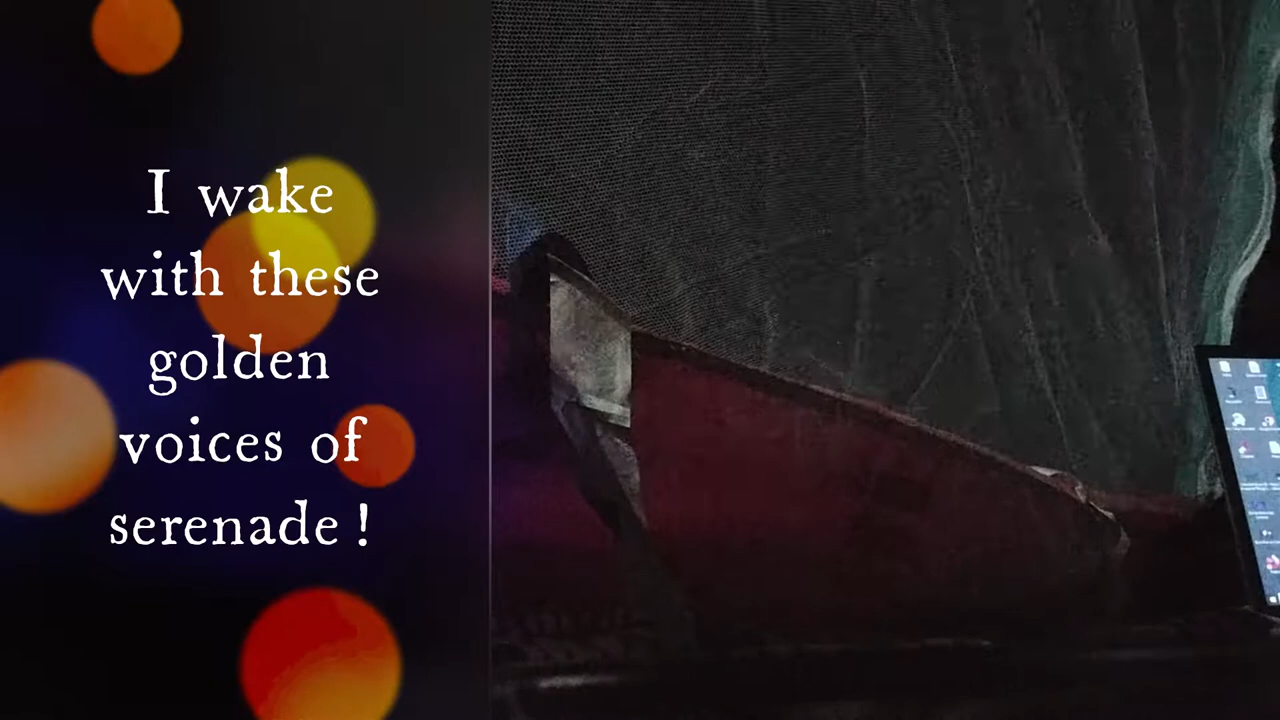 I wake
with these
golden
voices of
serenade !